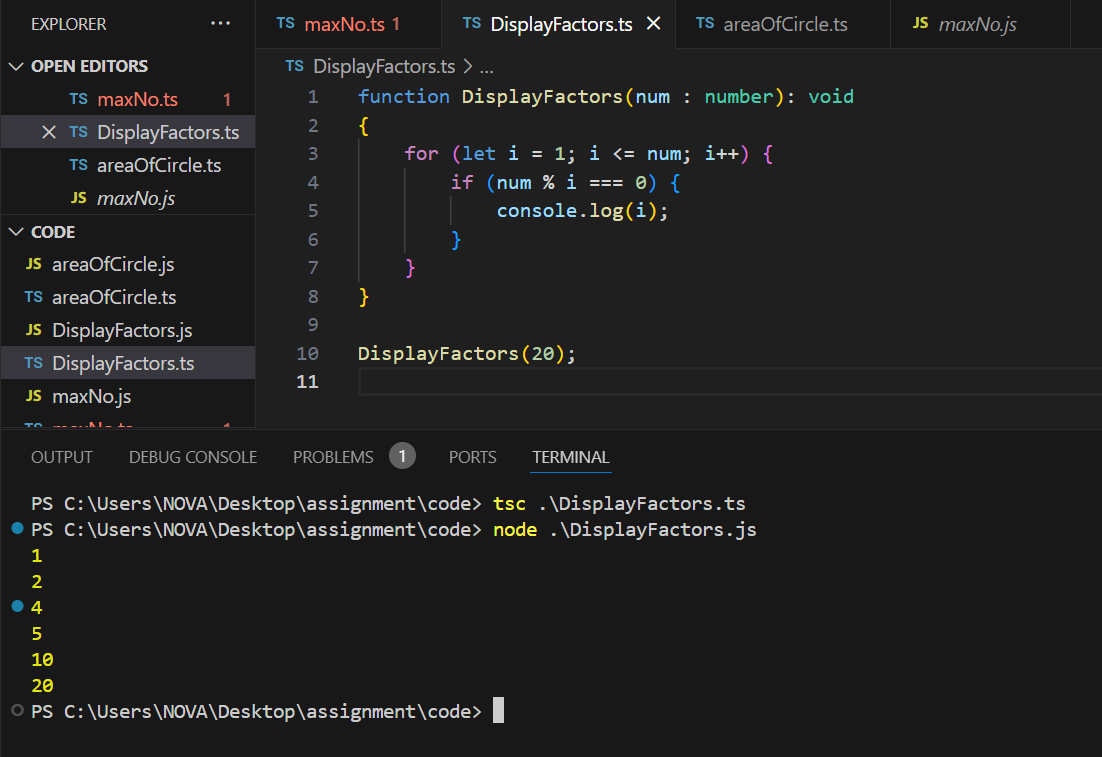 EXPLORER ···
OPEN EDITORS
TS maxNo.ts 1
TS DisplayFactors.ts
TS areaOfCircle.ts
JS maxNo.js
CODE
JS areaOfCircle.js
TS areaOfCircle.ts
JS DisplayFactors.js
TS DisplayFactors.ts
JS maxNo.js
TS maxNo.ts 1
TS maxNo.ts 1 TS DisplayFactors.ts TS areaOfCircle.ts JS maxNo.js
TS DisplayFactors.ts > ...
1 function DisplayFactors(num : number): void
2 {
3 for (let i = 1; i <= num; i++) {
4 if (num % i === 0) {
5 console.log(i);
6 }
7 }
8 }
9
10 DisplayFactors(20);
11
OUTPUT DEBUG CONSOLE PROBLEMS 1 PORTS TERMINAL
PS C:\Users\NOVA\Desktop\assignment\code> tsc .\DisplayFactors.ts
PS C:\Users\NOVA\Desktop\assignment\code> node .\DisplayFactors.js
1
2
4
5
10
20
PS C:\Users\NOVA\Desktop\assignment\code>